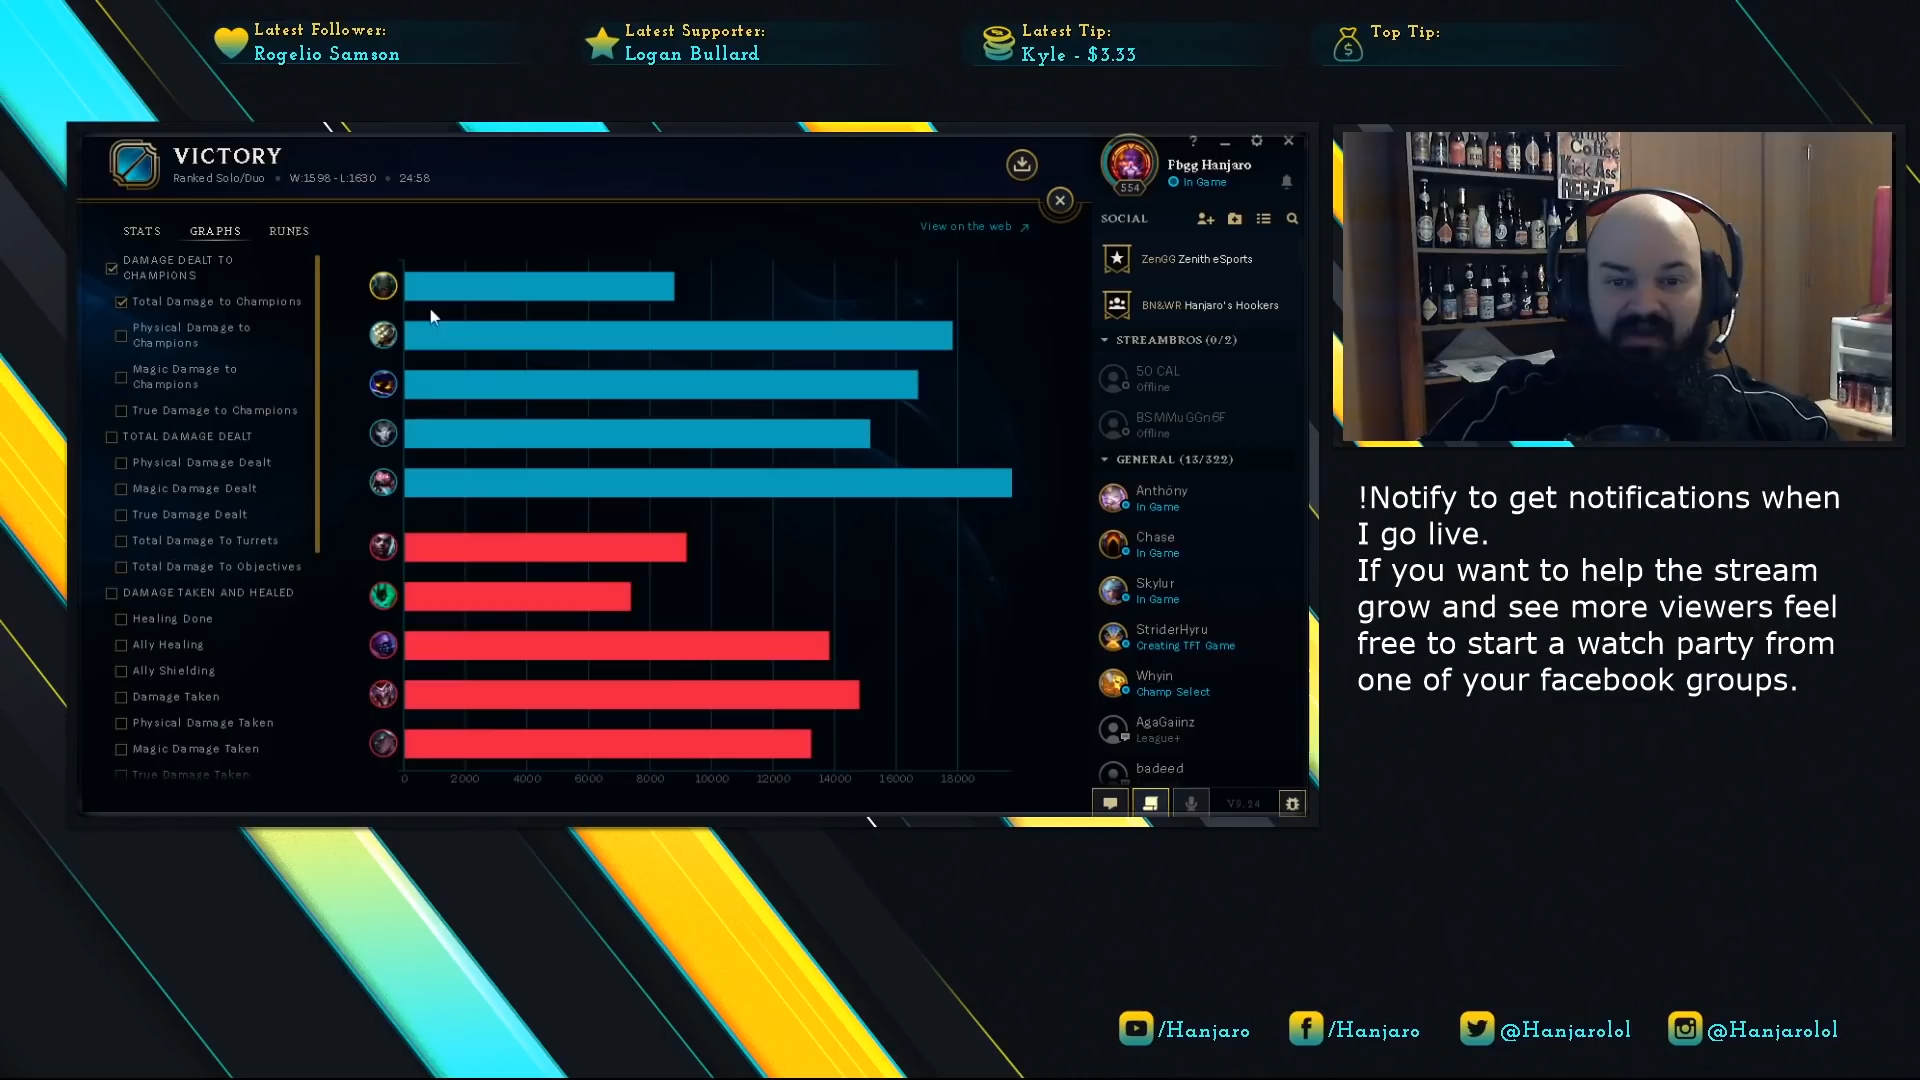 Latest Follower:
Rogelio Samson
Latest Supporter:
Logan Bullard
Latest Tip:
Kyle - $3.33
Top Tip:
VICTORY
Ranked Solo/Duo • W:1598 - L:1630 • 24:58
STATS
GRAPHS
RUNES
View on the web
DAMAGE DEALT TO
CHAMPIONS
Total Damage to Champions
Physical Damage to
Champions
Magic Damage to
Champions
True Damage to Champions
TOTAL DAMAGE DEALT
Physical Damage Dealt
Magic Damage Dealt
True Damage Dealt
Total Damage To Turrets
Total Damage To Objectives
DAMAGE TAKEN AND HEALED
Healing Done
Ally Healing
Ally Shielding
Damage Taken
Physical Damage Taken
Magic Damage Taken
True Damage Taken
0 2000 4000 6000 8000 10000 12000 14000 16000 18000
554
Fbgg Hanjaro
In Game
SOCIAL
ZenGG Zenith eSports
BN&WR Hanjaro's Hookers
STREAMBROS (0/2)
50 CAL
Offline
BSMMuGGn6F
Offline
GENERAL (13/322)
Anthöny
In Game
Chase
In Game
Skylur
In Game
StriderHyru
Creating TFT Game
Whyin
Champ Select
AgaGaiinz
League+
badeed
V9.24
Drink
Coffee
Kick Ass
REPEAT
!Notify to get notifications when
I go live.
If you want to help the stream
grow and see more viewers feel
free to start a watch party from
one of your facebook groups.
/Hanjaro
/Hanjaro
@Hanjarolol
@Hanjarolol